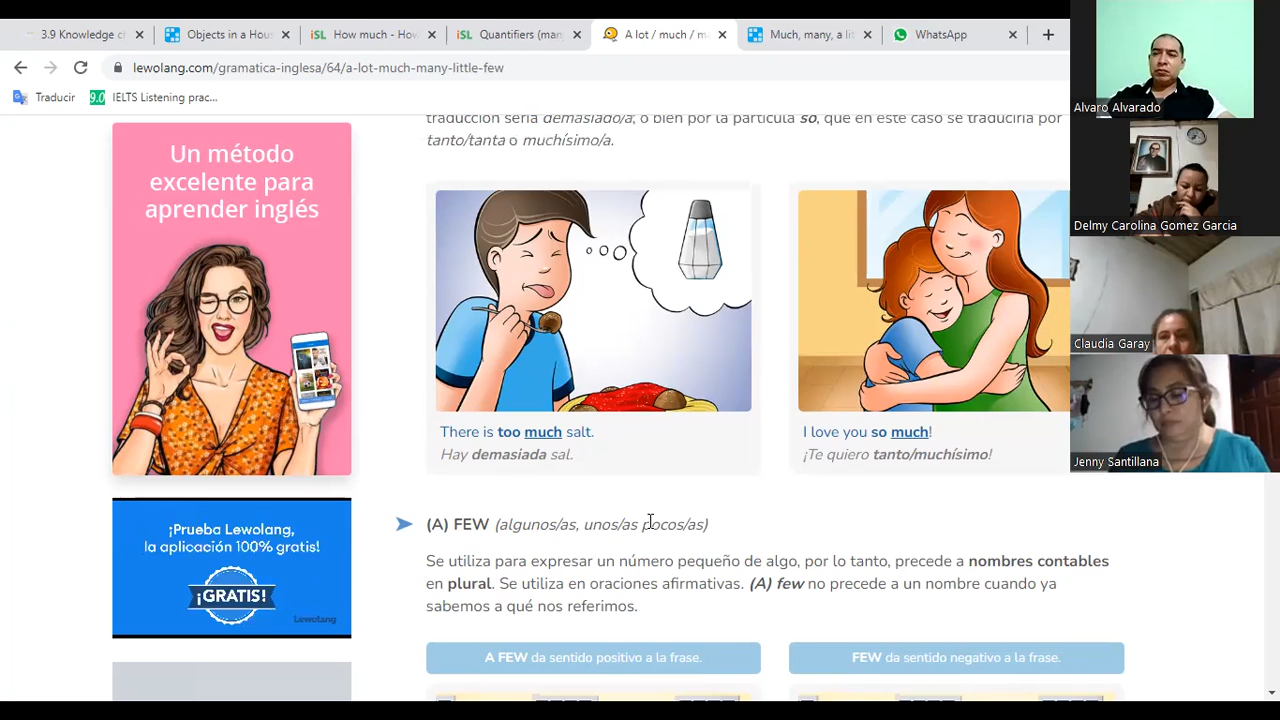 3.9 Knowledge c
Objects in a Hou
How much - How
Quantifiers (man
A lot / much / m
Much, many, a li
WhatsApp
lewolang.com/gramatica-inglesa/64/a-lot-much-many-little-few
Traducir
9.0 IELTS Listening prac...
Un método
excelente para
aprender inglés
¡Prueba Lewolang,
la aplicación 100% gratis!
¡GRATIS!
Lewolang
traducción sería demasiado/a; o bien por la partícula so, que en este caso se traduciría por
tanto/tanta o muchísimo/a.
There is too much salt.
Hay demasiada sal.
I love you so much!
¡Te quiero tanto/muchísimo!
(A) FEW (algunos/as, unos/as pocos/as)
Se utiliza para expresar un número pequeño de algo, por lo tanto, precede a nombres contables
en plural. Se utiliza en oraciones afirmativas. (A) few no precede a un nombre cuando ya
sabemos a qué nos referimos.
A FEW da sentido positivo a la frase.
FEW da sentido negativo a la frase.
Alvaro Alvarado
Delmy Carolina Gomez Garcia
Claudia Garay
Jenny Santillana